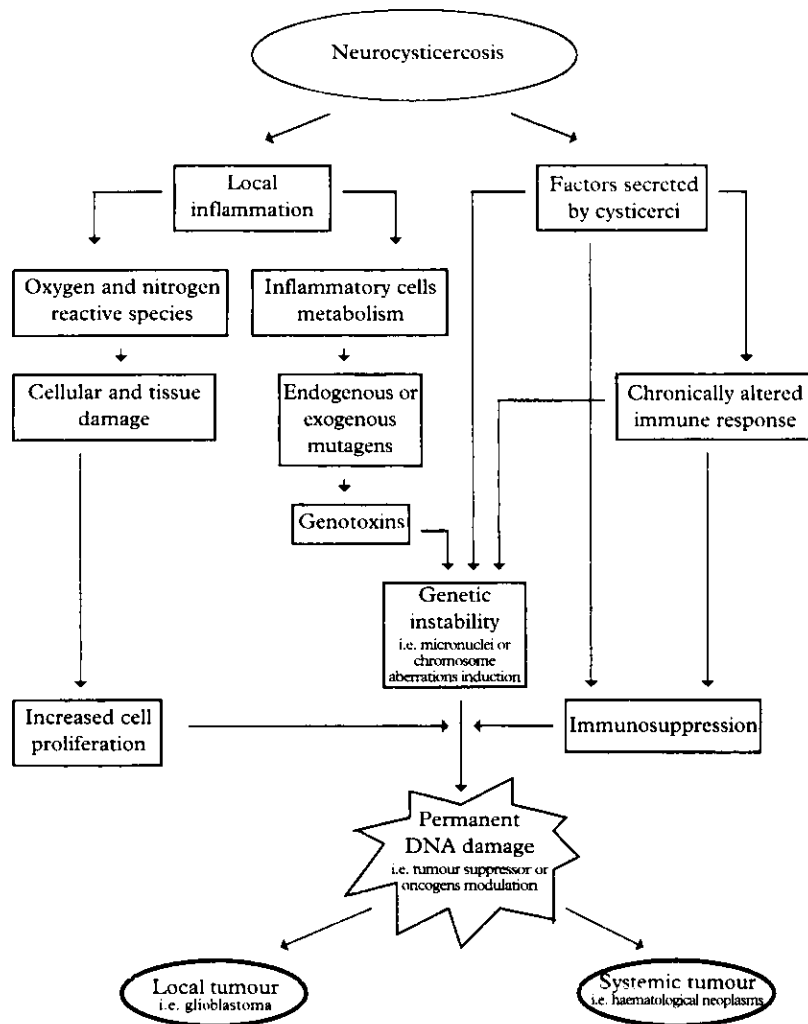 Neurocysticercosis
Local
inflammation
Factors secreted
by cysticerci
Oxygen and nitrogen
reactive species
Inflammatory cells
metabolism
Cellular and tissue
damage
Endogenous or
exogenous
mutagens
Chronically altered
immune response
Genotoxins
Genetic
instability
i.e. micronuclei or
chromosome
aberrations induction
Increased cell
proliferation
Immunosuppression
Permanent
DNA damage
i.e. tumour suppressor or
oncogens modulation
Local tumour
i.e. glioblastoma
Systemic tumour
i.e. haematological neoplasms